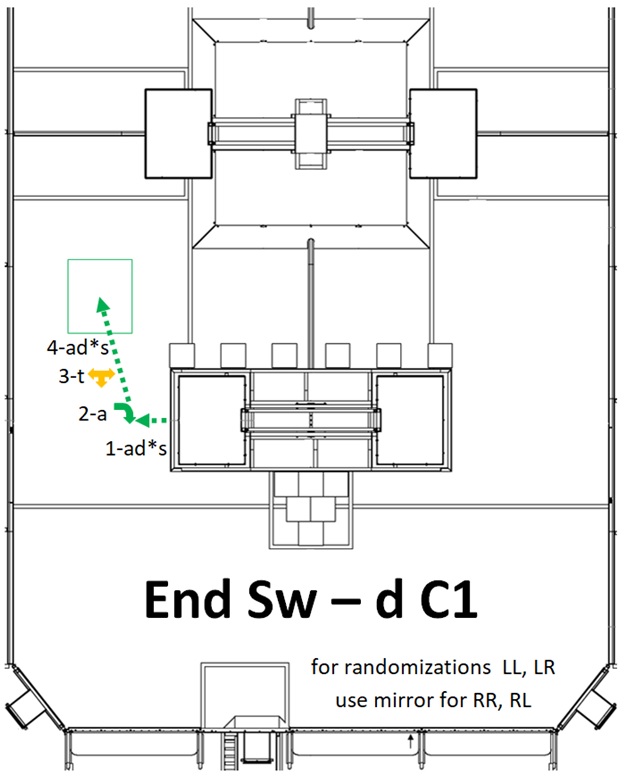 4-ad*s
3-t
2-a
1-ad*s
End Sw – d C1
for randomizations  LL, LR
use mirror for RR, RL